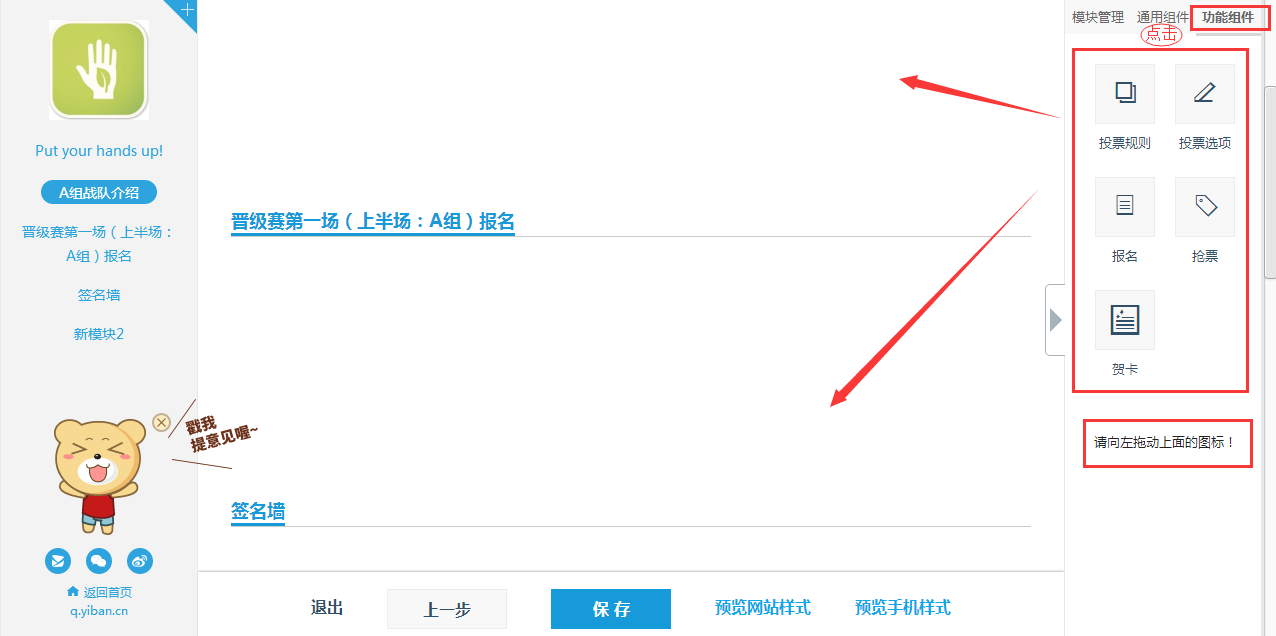 Put your hands up!
A组战队介绍
晋级赛第一场（上半场：
A组）报名
签名墙
新模块2
戳我
提意见喔~
返回首页
q.yiban.cn
晋级赛第一场（上半场：A组）报名
签名墙
退出
上一步
保存
预览网站样式
预览手机样式
模块管理 通用组件 功能组件
点击
投票规则 投票选项
报名 抢票
贺卡
请向左拖动上面的图标！